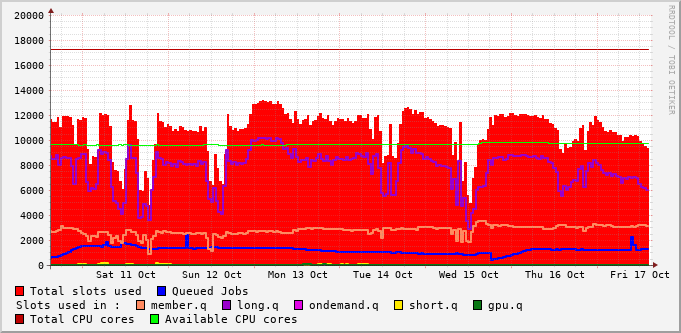 20000
18000
16000
14000
12000
10000
8000
6000
4000
2000
0
Sat 11 Oct Sun 12 Oct Mon 13 Oct Tue 14 Oct Wed 15 Oct Thu 16 Oct Fri 17 Oct
Total slots used Queued Jobs
Slots used in : member.q long.q ondemand.q short.q gpu.q
Total CPU cores Available CPU cores
RRDTOOL / TOBI OETIKER